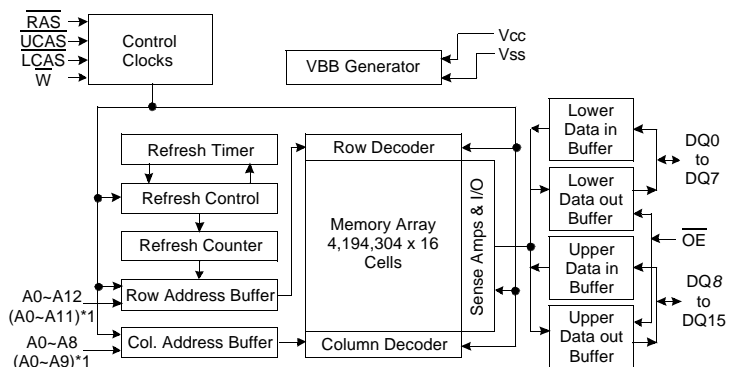 RAS
UCAS
LCAS
W
Control
Clocks
VBB Generator
Vcc
Vss
Refresh Timer
Refresh Control
Refresh Counter
Row Address Buffer
Col. Address Buffer
A0~A12
(A0~A11)*1
A0~A8
(A0~A9)*1
Row Decoder
Memory Array
4,194,304 x 16
Cells
Column Decoder
Sense Amps & I/O
Lower
Data in
Buffer
Lower
Data out
Buffer
Upper
Data in
Buffer
Upper
Data out
Buffer
DQ0
to
DQ7
OE
DQ8
to
DQ15